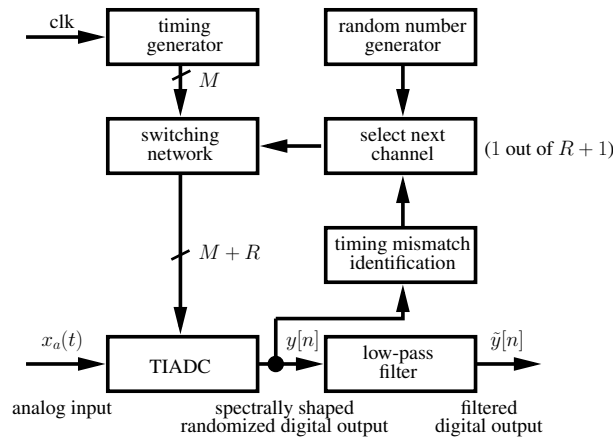 clk
timing
generator
random number
generator
M
switching
network
select next
channel
(1 out of R + 1)
M + R
timing mismatch
identification
x_a(t)
TIADC
y[n]
low-pass
filter
ỹ[n]
analog input
spectrally shaped
randomized digital output
filtered
digital output